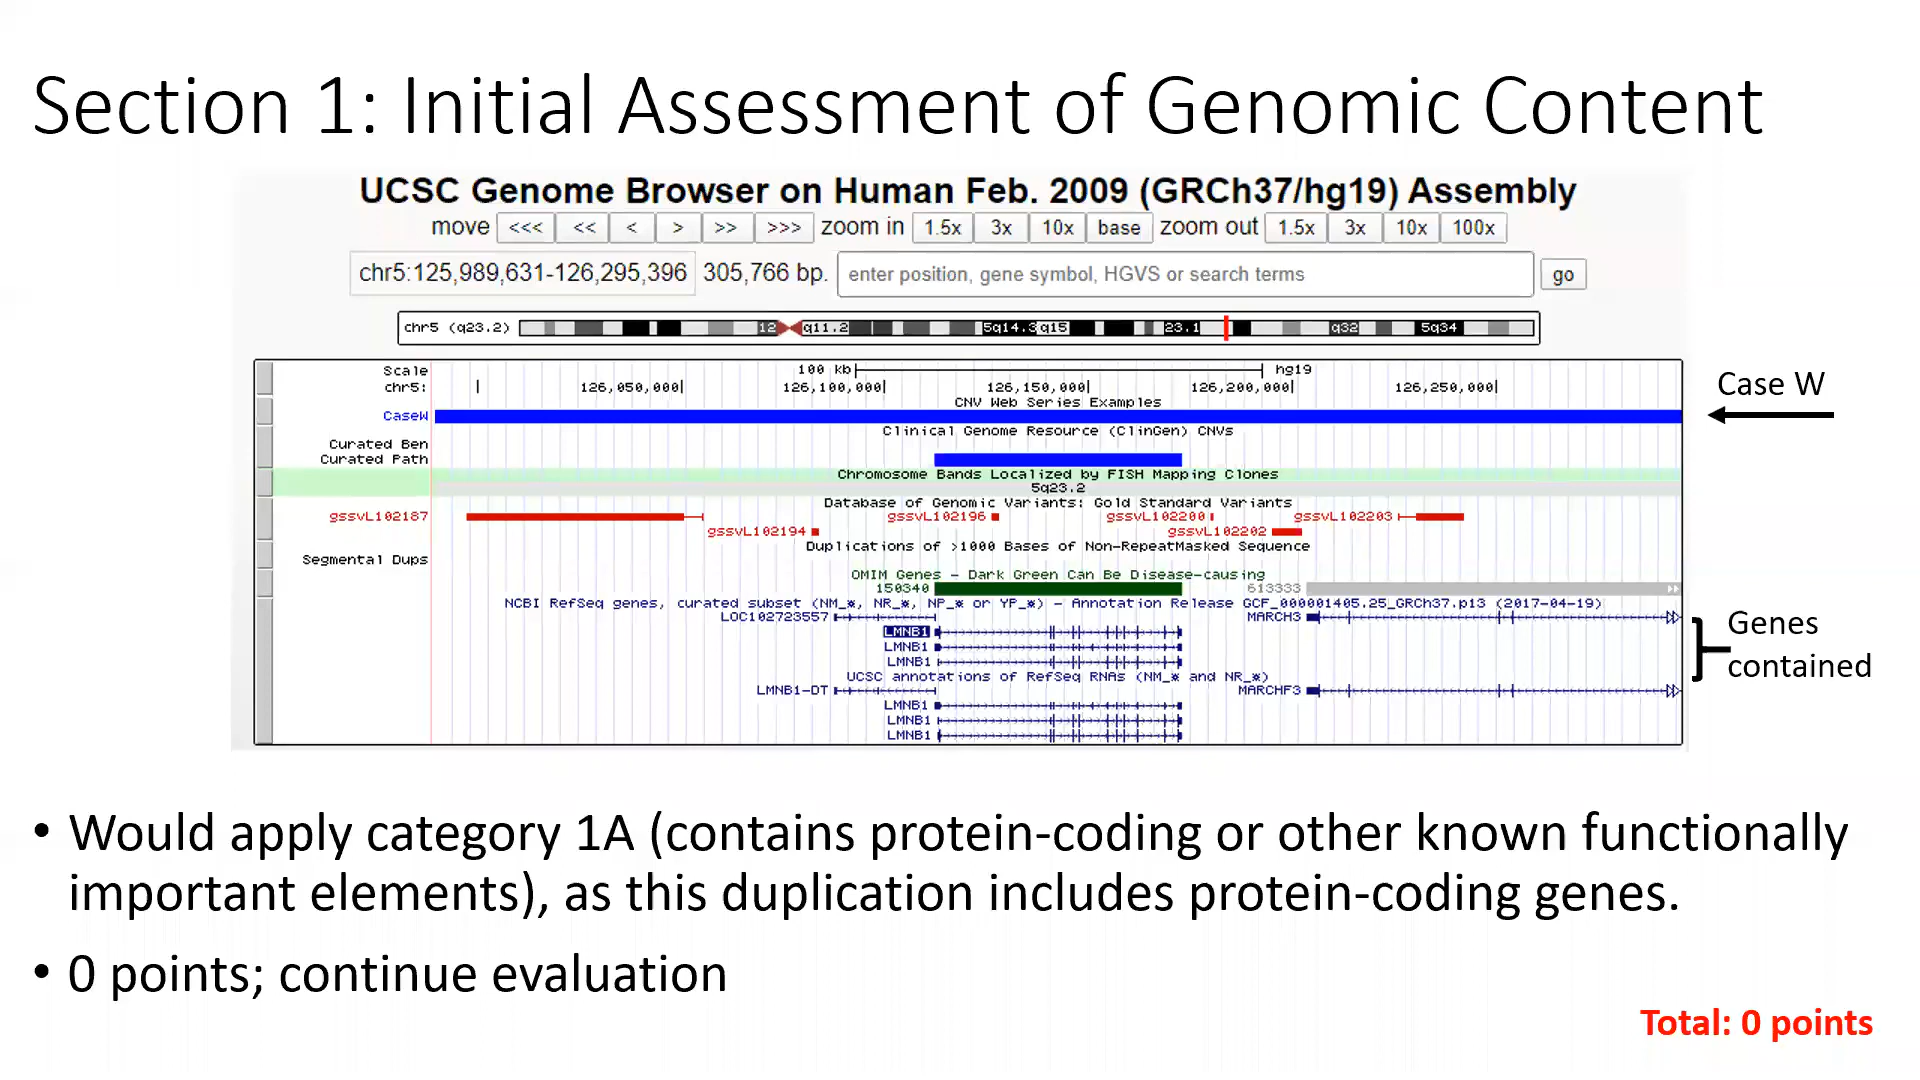 Section 1: Initial Assessment of Genomic Content
UCSC Genome Browser on Human Feb. 2009 (GRCh37/hg19) Assembly
move <<< << < > >> >>> zoom in 1.5x 3x 10x base zoom out 1.5x 3x 10x 100x
chr5:125,989,631-126,295,396 305,766 bp. enter position, gene symbol, HGVS or search terms go
chr5 (q23.2) 12 q11.2 5q14.3 q15 23.1 q32 5q34
Scale 100 kb hg19
chr5: 126,050,000 126,100,000 126,150,000 126,200,000 126,250,000
CNV Web Series Examples
CaseW
Case W
Clinical Genome Resource (ClinGen) CNVs
Curated Ben
Curated Path
Chromosome Bands Localized by FISH Mapping Clones
5q23.2
Database of Genomic Variants: Gold Standard Variants
gssvL102187 gssvL102196 gssvL102200 gssvL102203
gssvL102194 gssvL102202
Duplications of >1000 Bases of Non-RepeatMasked Sequence
Segmental Dups
OMIM Genes - Dark Green Can Be Disease-causing
150340 613333
NCBI RefSeq genes, curated subset (NM_*, NR_*, NP_* or YP_*) - Annotation Release GCF_000001405.25_GRCh37.p13 (2017-04-19)
LOC102723557 MARCH3
LMNB1
LMNB1
LMNB1
Genes
contained
UCSC annotations of RefSeq RNAs (NM_* and NR_*)
LMNB1-DT MARCHF3
LMNB1
LMNB1
LMNB1
• Would apply category 1A (contains protein-coding or other known functionally
important elements), as this duplication includes protein-coding genes.
• 0 points; continue evaluation
Total: 0 points